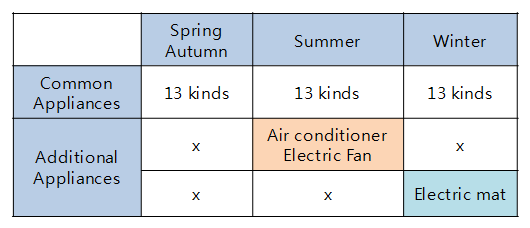 Spring
Autumn
Summer
Winter
Common
Appliances
13 kinds
13 kinds
13 kinds
Additional
Appliances
x
Air conditioner
Electric Fan
x
x
x
Electric mat